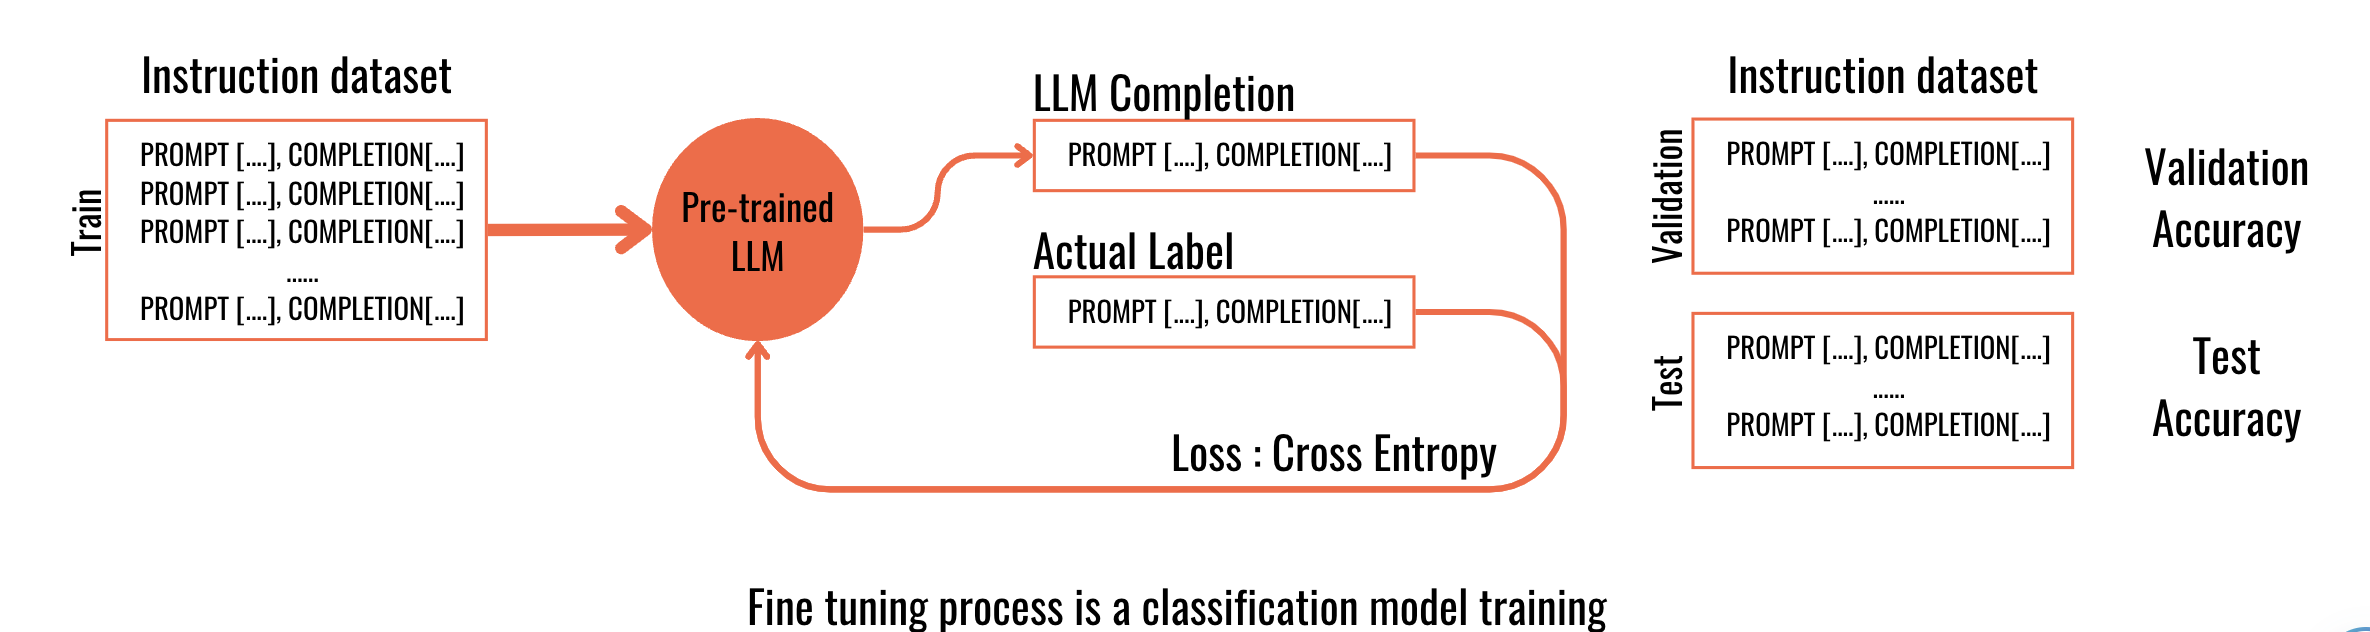 Instruction dataset
Train
PROMPT [....], COMPLETION[....]
PROMPT [....], COMPLETION[....]
PROMPT [....], COMPLETION[....]
......
PROMPT [....], COMPLETION[....]
Pre-trained
LLM
LLM Completion
PROMPT [....], COMPLETION[....]
Actual Label
PROMPT [....], COMPLETION[....]
Loss : Cross Entropy
Instruction dataset
Validation
PROMPT [....], COMPLETION[....]
......
PROMPT [....], COMPLETION[....]
Validation
Accuracy
Test
PROMPT [....], COMPLETION[....]
......
PROMPT [....], COMPLETION[....]
Test
Accuracy
Fine tuning process is a classification model training